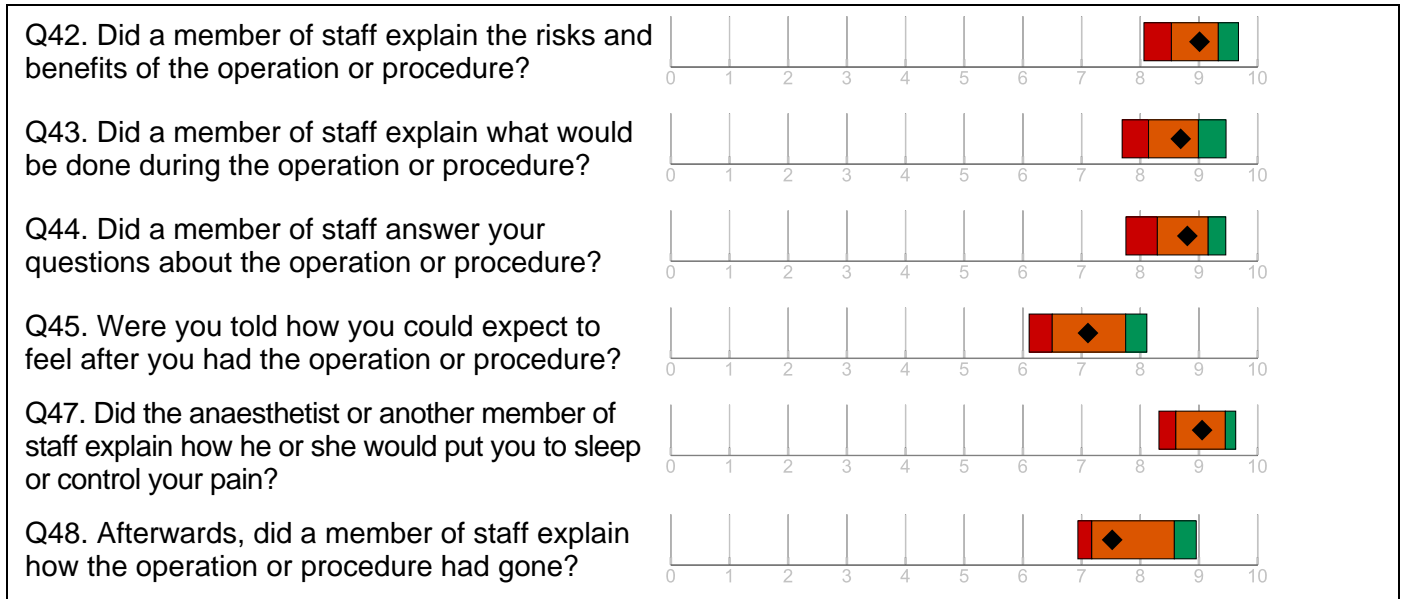 Q42. Did a member of staff explain the risks and
benefits of the operation or procedure?
0 1 2 3 4 5 6 7 8 9 10
Q43. Did a member of staff explain what would
be done during the operation or procedure?
0 1 2 3 4 5 6 7 8 9 10
Q44. Did a member of staff answer your
questions about the operation or procedure?
0 1 2 3 4 5 6 7 8 9 10
Q45. Were you told how you could expect to
feel after you had the operation or procedure?
0 1 2 3 4 5 6 7 8 9 10
Q47. Did the anaesthetist or another member of
staff explain how he or she would put you to sleep
or control your pain?
0 1 2 3 4 5 6 7 8 9 10
Q48. Afterwards, did a member of staff explain
how the operation or procedure had gone?
0 1 2 3 4 5 6 7 8 9 10